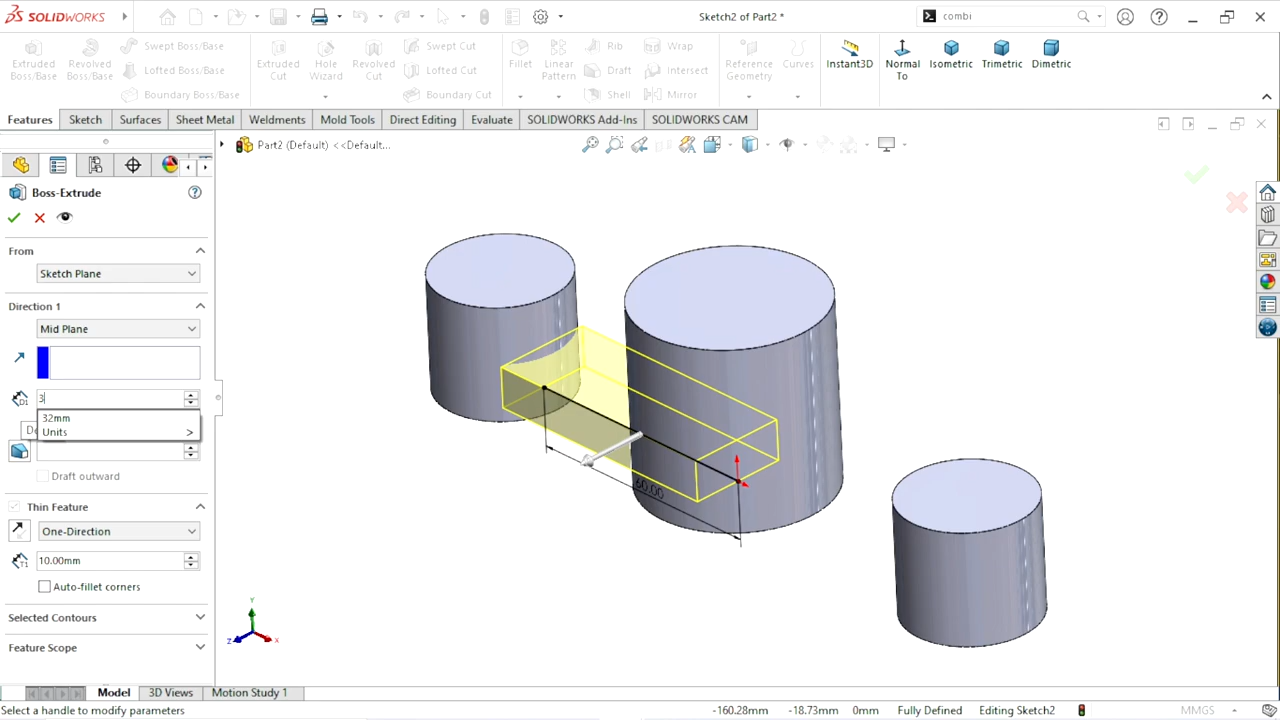 SOLIDWORKS
Sketch2 of Part2 *
combi
Extruded Boss/Base
Revolved Boss/Base
Swept Boss/Base
Lofted Boss/Base
Boundary Boss/Base
Extruded Cut
Hole Wizard
Revolved Cut
Swept Cut
Lofted Cut
Boundary Cut
Fillet
Linear Pattern
Rib
Draft
Shell
Wrap
Intersect
Mirror
Reference Geometry
Curves
Instant3D
Normal To
Isometric
Trimetric
Dimetric
Features
Sketch
Surfaces
Sheet Metal
Weldments
Mold Tools
Direct Editing
Evaluate
SOLIDWORKS Add-Ins
SOLIDWORKS CAM
Part2 (Default) <<Default...
Boss-Extrude
From
Sketch Plane
Direction 1
Mid Plane
D1
3
32mm
Units >
Draft outward
Thin Feature
One-Direction
T1
10.00mm
Auto-fillet corners
Selected Contours
Feature Scope
60.00
Y
Z
X
Model
3D Views
Motion Study 1
Select a handle to modify parameters
-160.28mm
-18.73mm
0mm
Fully Defined
Editing Sketch2
MMGS